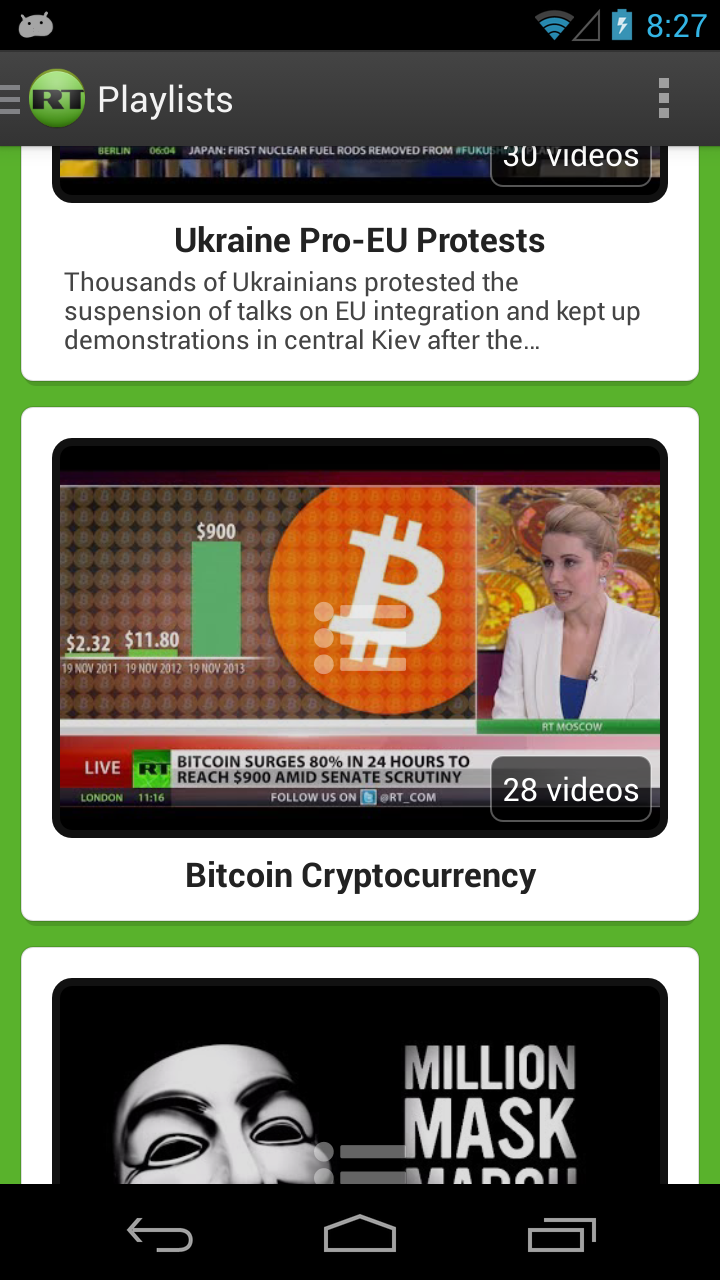 8:27
RT Playlists
BERLIN 06:04 JAPAN: FIRST NUCLEAR FUEL RODS REMOVED FROM
30 videos
Ukraine Pro-EU Protests
Thousands of Ukrainians protested the
suspension of talks on EU integration and kept up
demonstrations in central Kiev after the…
$900
$2.32 $11.80
19 NOV 2011 19 NOV 2012 19 NOV 2013
RT MOSCOW
LIVE RT BITCOIN SURGES 80% IN 24 HOURS TO
REACH $900 AMID SENATE SCRUTINY
LONDON 11:16 FOLLOW US ON @RT_COM
28 videos
Bitcoin Cryptocurrency
MILLION
MASK
MARCH